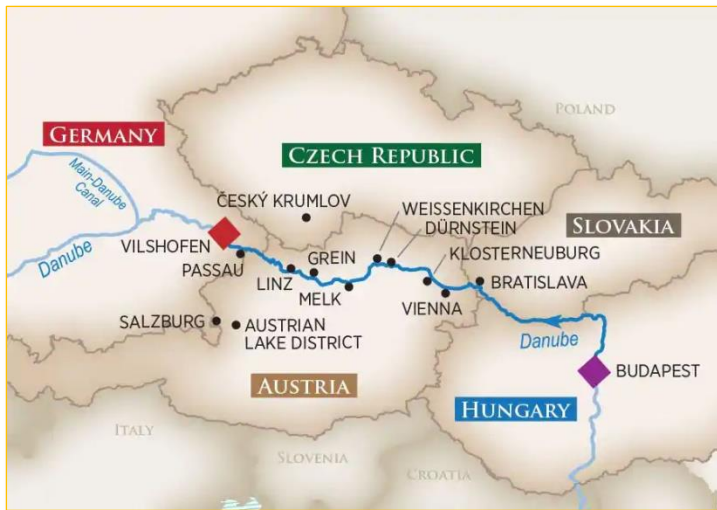 POLAND
GERMANY
CZECH REPUBLIC
Main-Danube
Canal
ČESKÝ KRUMLOV
WEISSENKIRCHEN
DÜRNSTEIN
SLOVAKIA
VILSHOFEN
PASSAU
Danube
LINZ
GREIN
MELK
KLOSTERNEUBURG
VIENNA
BRATISLAVA
SALZBURG
AUSTRIAN
LAKE DISTRICT
Danube
BUDAPEST
AUSTRIA
HUNGARY
ITALY
SLOVENIA
CROATIA